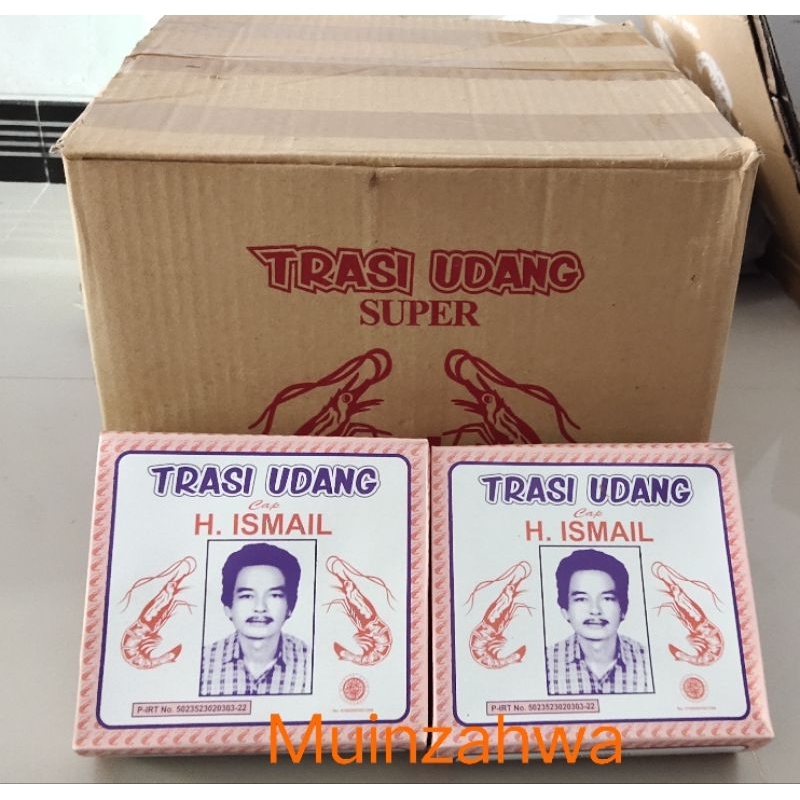 TRASI UDANG
SUPER
TRASI UDANG
Cap
H. ISMAIL
P-IRT No. 5023523020303-22
TRASI UDANG
Cap
H. ISMAIL
P-IRT No. 5023523020303-22
Muinzahwa